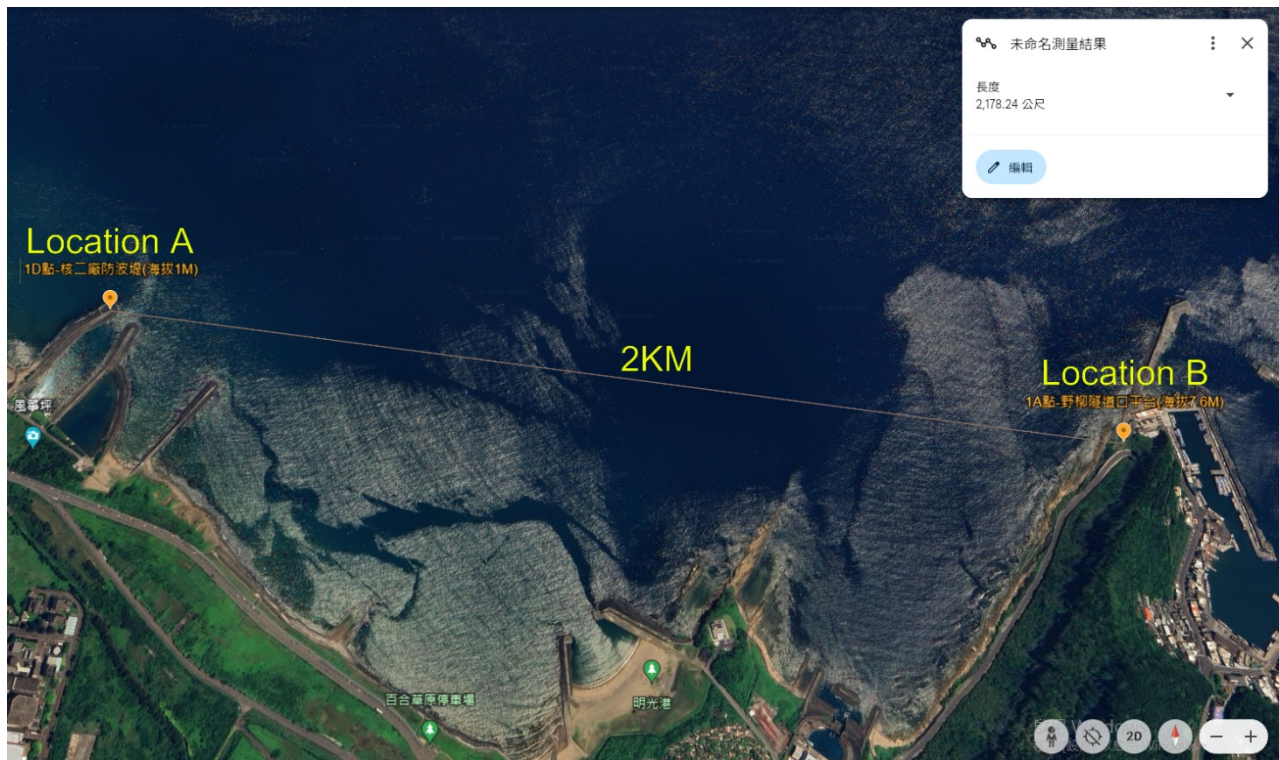 未命名測量結果
長度
2,178.24 公尺
編輯
Location A
1D點-核二廠防波堤(海拔1M)
2KM
Location B
1A點-野柳隧道口平台(海拔7.6M)
風箏坪
百合草原停車場
明光港
2D